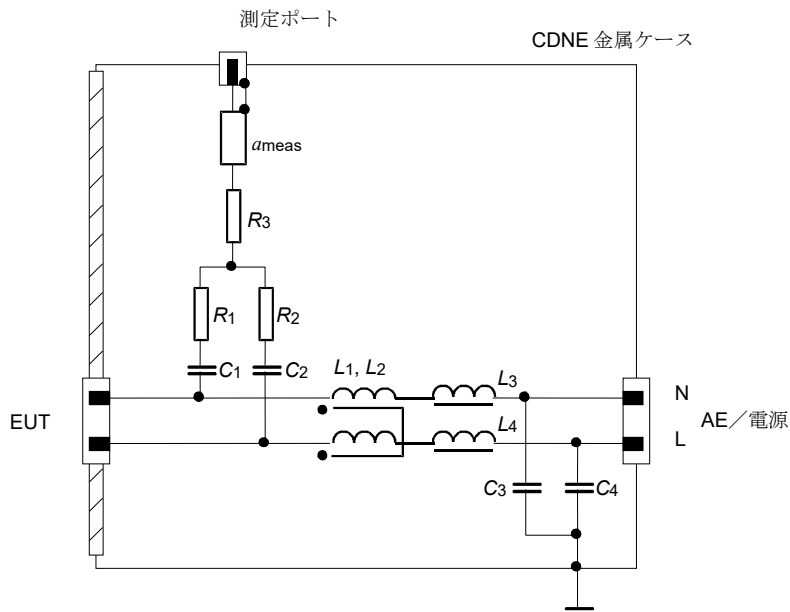 測定ポート
CDNE 金属ケース
ameas
R3
R1
R2
C1
C2
L1, L2
L3
N
EUT
L4
L
AE/電源
C3
C4